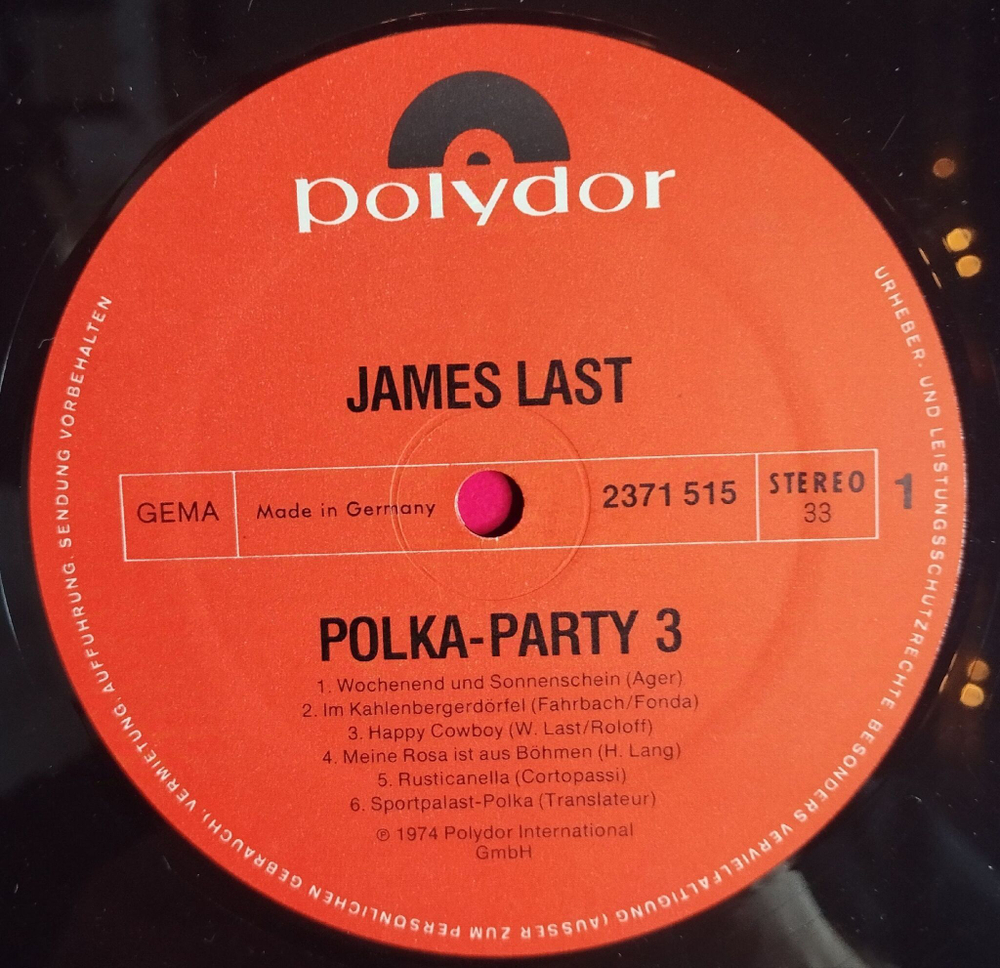 polydor
JAMES LAST
GEMA
Made in Germany
2371 515
STEREO
33
1
POLKA-PARTY 3
1. Wochenend und Sonnenschein (Ager)
2. Im Kahlenbergerdörfel (Fahrbach/Fonda)
3. Happy Cowboy (W. Last/Roloff)
4. Meine Rosa ist aus Böhmen (H. Lang)
5. Rusticanella (Cortopassi)
6. Sportpalast-Polka (Translateur)
℗ 1974 Polydor International
GmbH
URHEBER- UND LEISTUNGSSCHUTZRECHTE, BESONDERS VERVIELFÄLTIGUNG (AUSSER ZUM PERSÖNLICHEN GEBRAUCH), VERMIETUNG, AUFFÜHRUNG, SENDUNG VORBEHALTEN